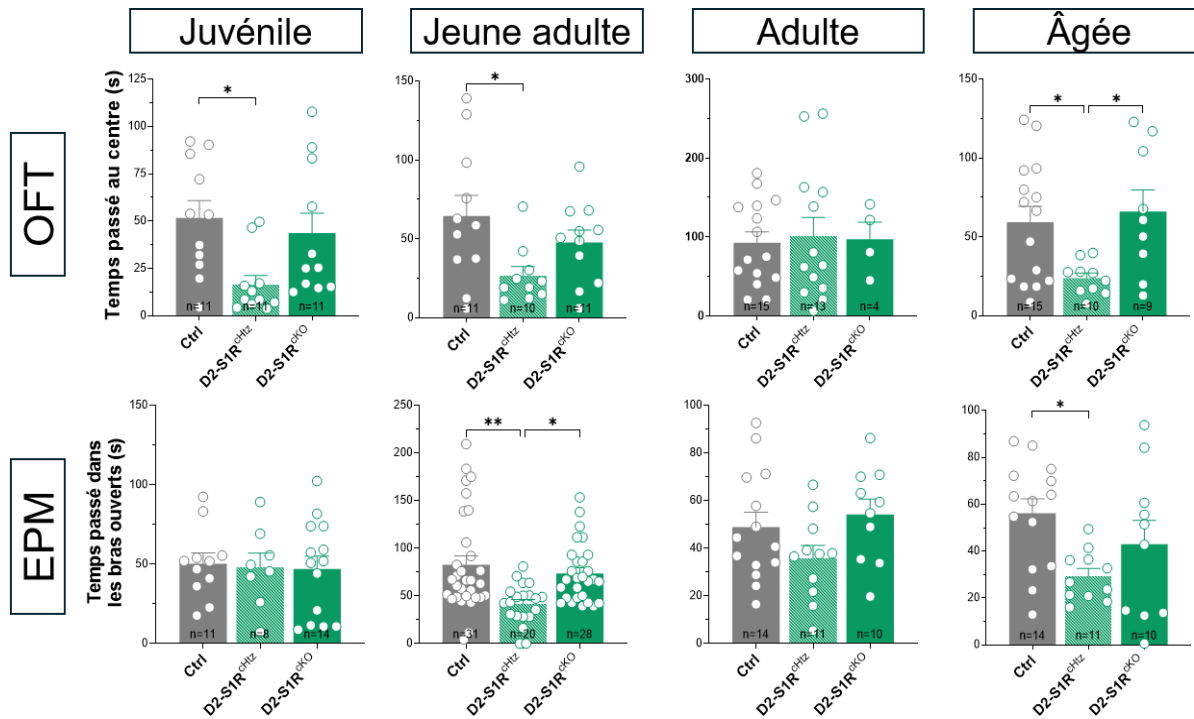 Juvénile
Jeune adulte
Adulte
Âgée
OFT
Temps passé au centre (s)
125
100
75
50
25
0
*
n=11
n=11
n=11
Ctrl
D2-S1R^cHtz
D2-S1R^cKO
150
100
50
0
*
n=11
n=10
n=11
Ctrl
D2-S1R^cHtz
D2-S1R^cKO
300
200
150
100
50
0
n=15
n=13
n=4
Ctrl
D2-S1R^cHtz
D2-S1R^cKO
150
100
50
0
*
*
n=15
n=10
n=9
Ctrl
D2-S1R^cHtz
D2-S1R^cKO
EPM
Temps passé dans
les bras ouverts (s)
150
100
50
0
n=11
n=8
n=14
Ctrl
D2-S1R^cHtz
D2-S1R^cKO
250
200
150
100
50
0
**
*
n=31
n=20
n=28
Ctrl
D2-S1R^cHtz
D2-S1R^cKO
100
80
60
40
20
0
n=14
n=11
n=10
Ctrl
D2-S1R^cHtz
D2-S1R^cKO
100
80
60
40
20
0
*
n=14
n=11
n=10
Ctrl
D2-S1R^cHtz
D2-S1R^cKO